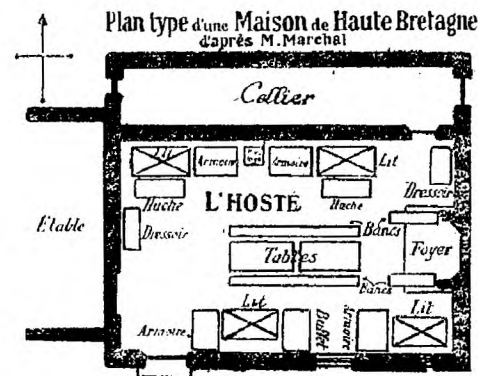 Plan type d'une Maison de Haute Bretagne
d'après M. Marchal
Cellier
Lit Armoire Armoire Lit
Dressoir
Huche L'HOSTÉ Huche
Etable Dressoir Bancs
Tables Foyer
Bancs
Lit Lit
Armoire Buffet Armoire